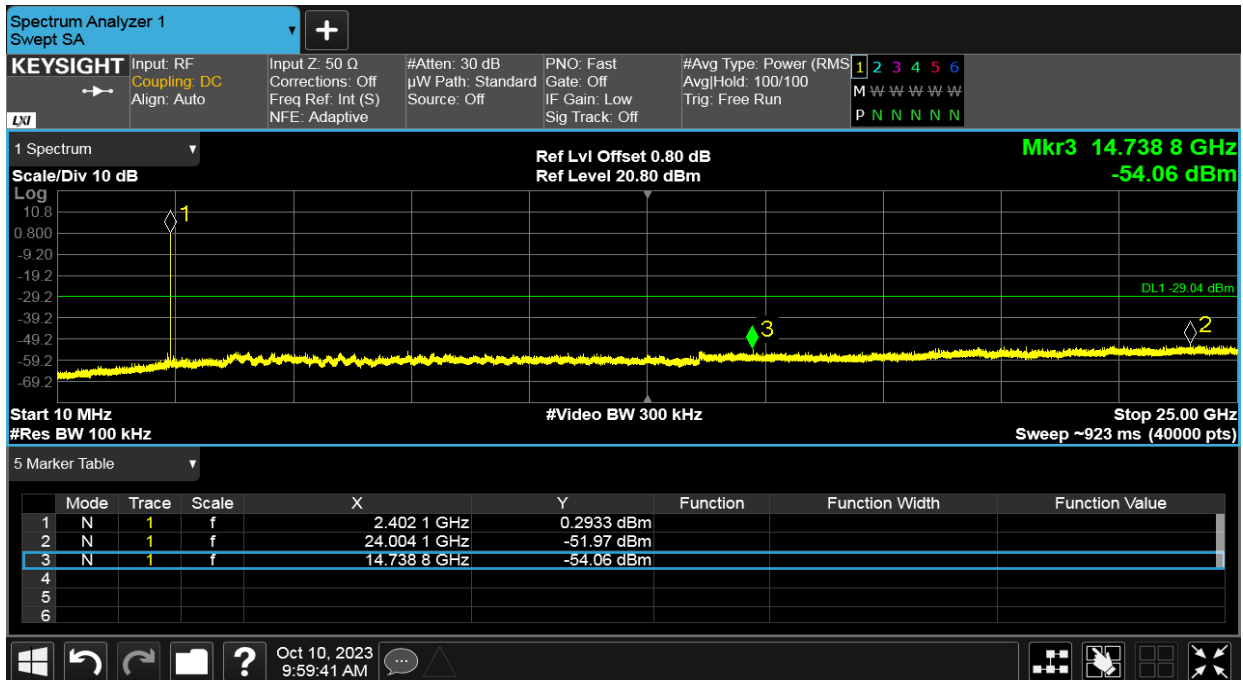 Spectrum Analyzer 1
Swept SA
+
KEYSIGHT
LXI
Input: RF
Coupling: DC
Align: Auto
Input Z: 50 Ω
Corrections: Off
Freq Ref: Int (S)
NFE: Adaptive
#Atten: 30 dB
µW Path: Standard
Source: Off
PNO: Fast
Gate: Off
IF Gain: Low
Sig Track: Off
#Avg Type: Power (RMS
Avg|Hold: 100/100
Trig: Free Run
1 2 3 4 5 6
M W W W W W
P N N N N N
1 Spectrum
Scale/Div 10 dB
Ref Lvl Offset 0.80 dB
Ref Level 20.80 dBm
Mkr3 14.738 8 GHz
-54.06 dBm
Log
10.8
0.800
-9.20
-19.2
-29.2
-39.2
-49.2
-59.2
-69.2
1
DL1 -29.04 dBm
3
2
Start 10 MHz
#Res BW 100 kHz
#Video BW 300 kHz
Stop 25.00 GHz
Sweep ~923 ms (40000 pts)
5 Marker Table
Mode Trace Scale X Y Function Function Width Function Value
1 N 1 f 2.402 1 GHz 0.2933 dBm
2 N 1 f 24.004 1 GHz -51.97 dBm
3 N 1 f 14.738 8 GHz -54.06 dBm
4
5
6
?
Oct 10, 2023
9:59:41 AM